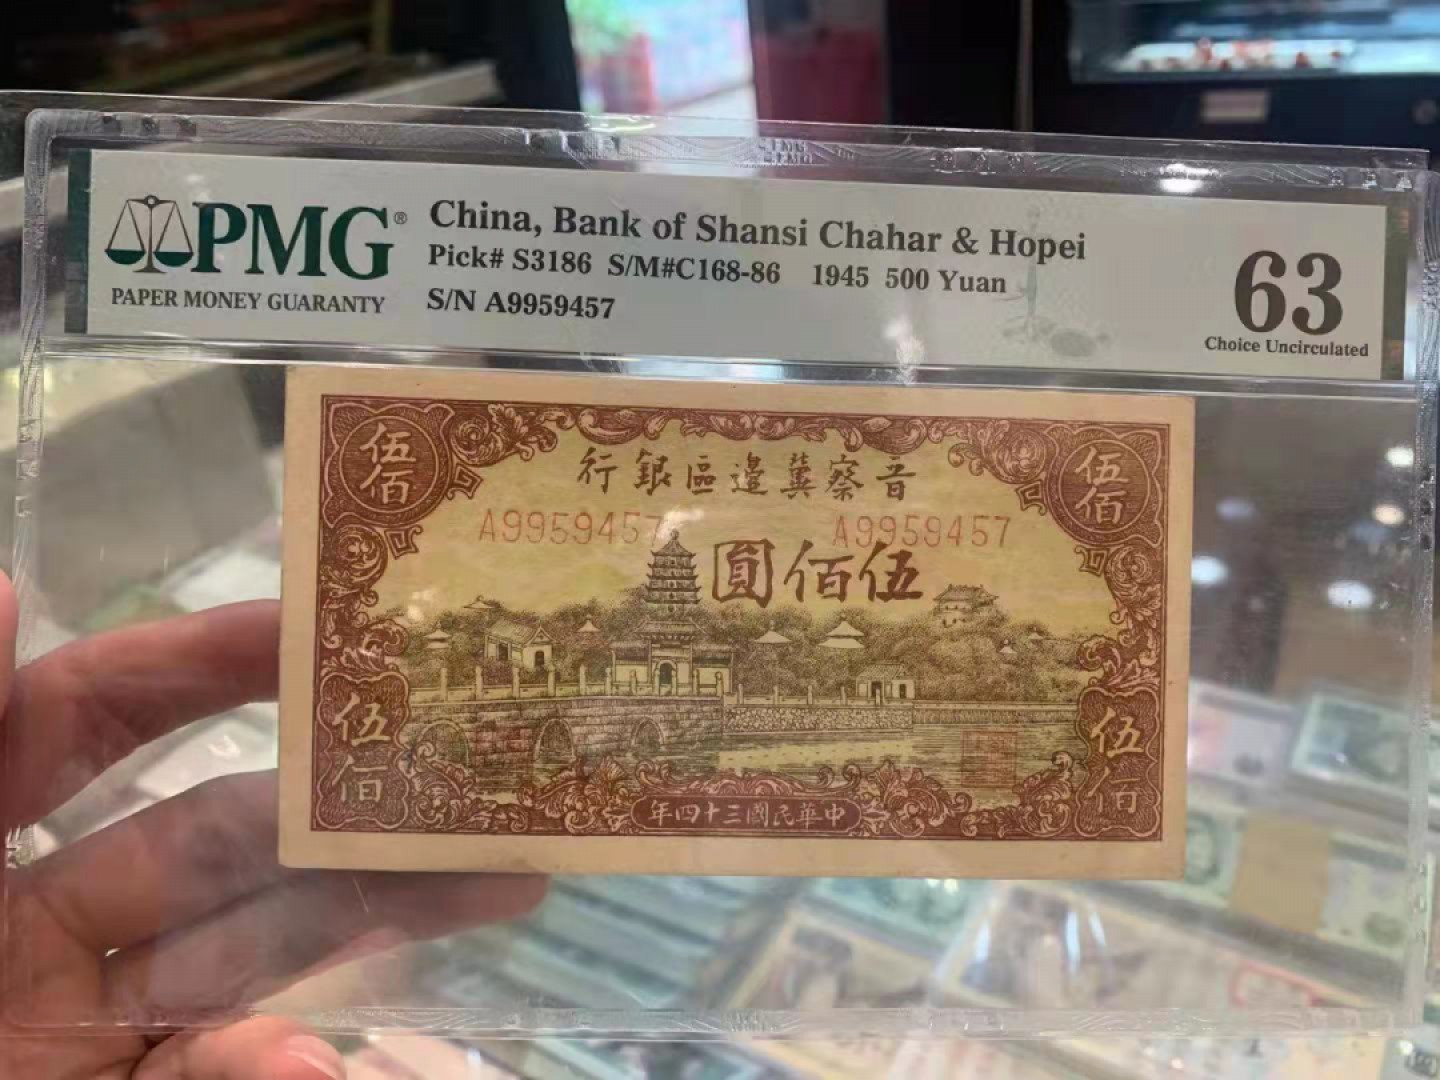 PMG®
PAPER MONEY GUARANTY
China, Bank of Shansi Chahar & Hopei
Pick# S3186 S/M#C168-86 1945 500 Yuan
S/N A9959457
63
Choice Uncirculated
伍佰
行銀區邊冀察晉
伍佰
A9959457 A9959457
圓佰伍
伍佰
伍佰
年四十三國民華中